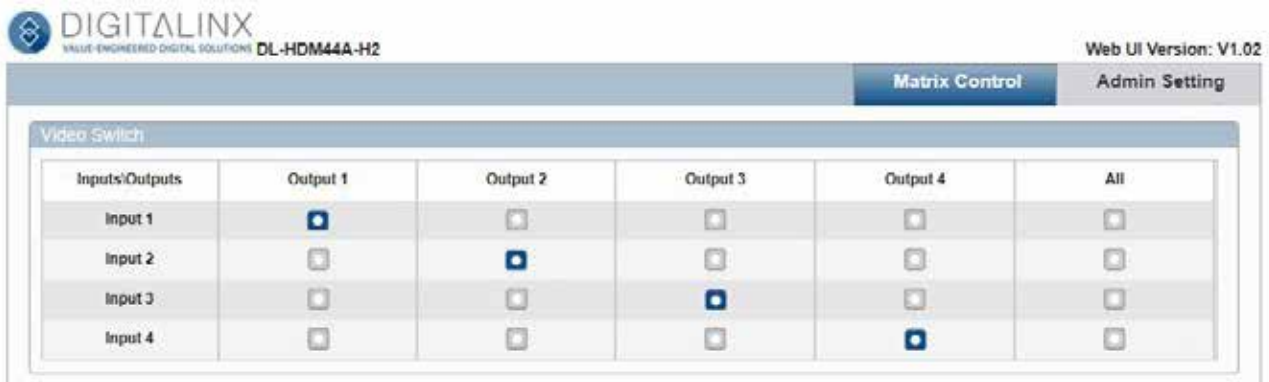 DIGITALINX
VALUE-ENGINEERED DIGITAL SOLUTIONS DL-HDM44A-H2
Web UI Version: V1.02
Matrix Control Admin Setting
Video Switch
Inputs\Outputs Output 1 Output 2 Output 3 Output 4 All
Input 1
Input 2
Input 3
Input 4